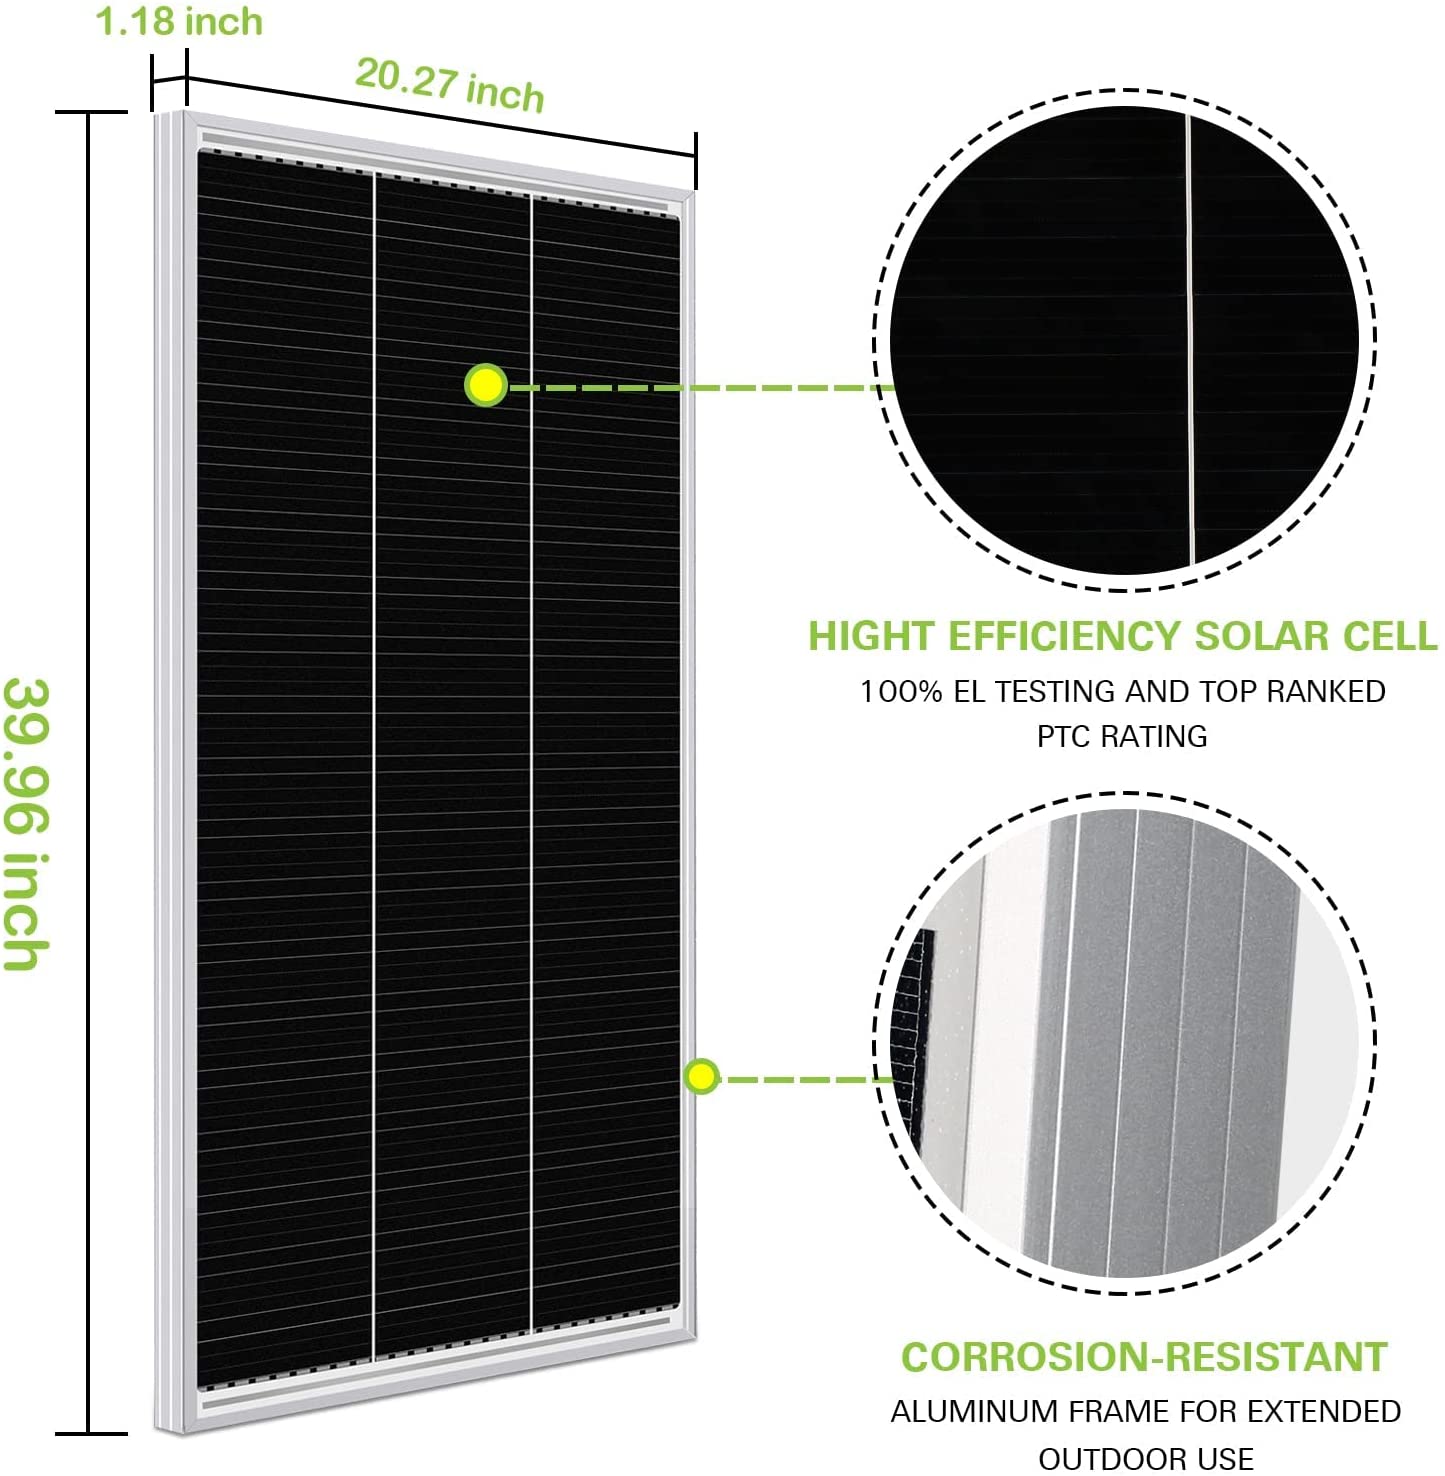 1.18 inch
20.27 inch
39.96 inch
HIGHT EFFICIENCY SOLAR CELL
100% EL TESTING AND TOP RANKED
PTC RATING
CORROSION-RESISTANT
ALUMINUM FRAME FOR EXTENDED
OUTDOOR USE